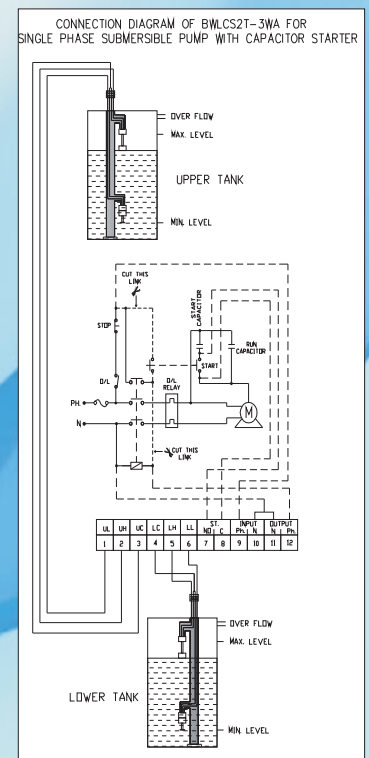 CONNECTION DIAGRAM OF BWLCS2T-3WA FOR
SINGLE PHASE SUBMERSIBLE PUMP WITH CAPACITOR STARTER
OVER FLOW
MAX. LEVEL
UPPER TANK
MIN. LEVEL
CUT THIS
LINK
START
CAPACITOR
STOP
RUN
CAPACITOR
START
O/L
O/L
RELAY
PH.
M
N
CUT THIS
LINK
UL UH UC LC LH LL ST. NO C INPUT Ph. N OUTPUT N Ph.
1 2 3 4 5 6 7 8 9 10 11 12
OVER FLOW
MAX. LEVEL
LOWER TANK
MIN. LEVEL